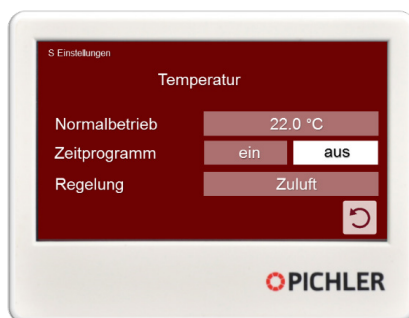 S Einstellungen
Temperatur
Normalbetrieb 22.0 °C
Zeitprogramm ein aus
Regelung Zuluft
PICHLER